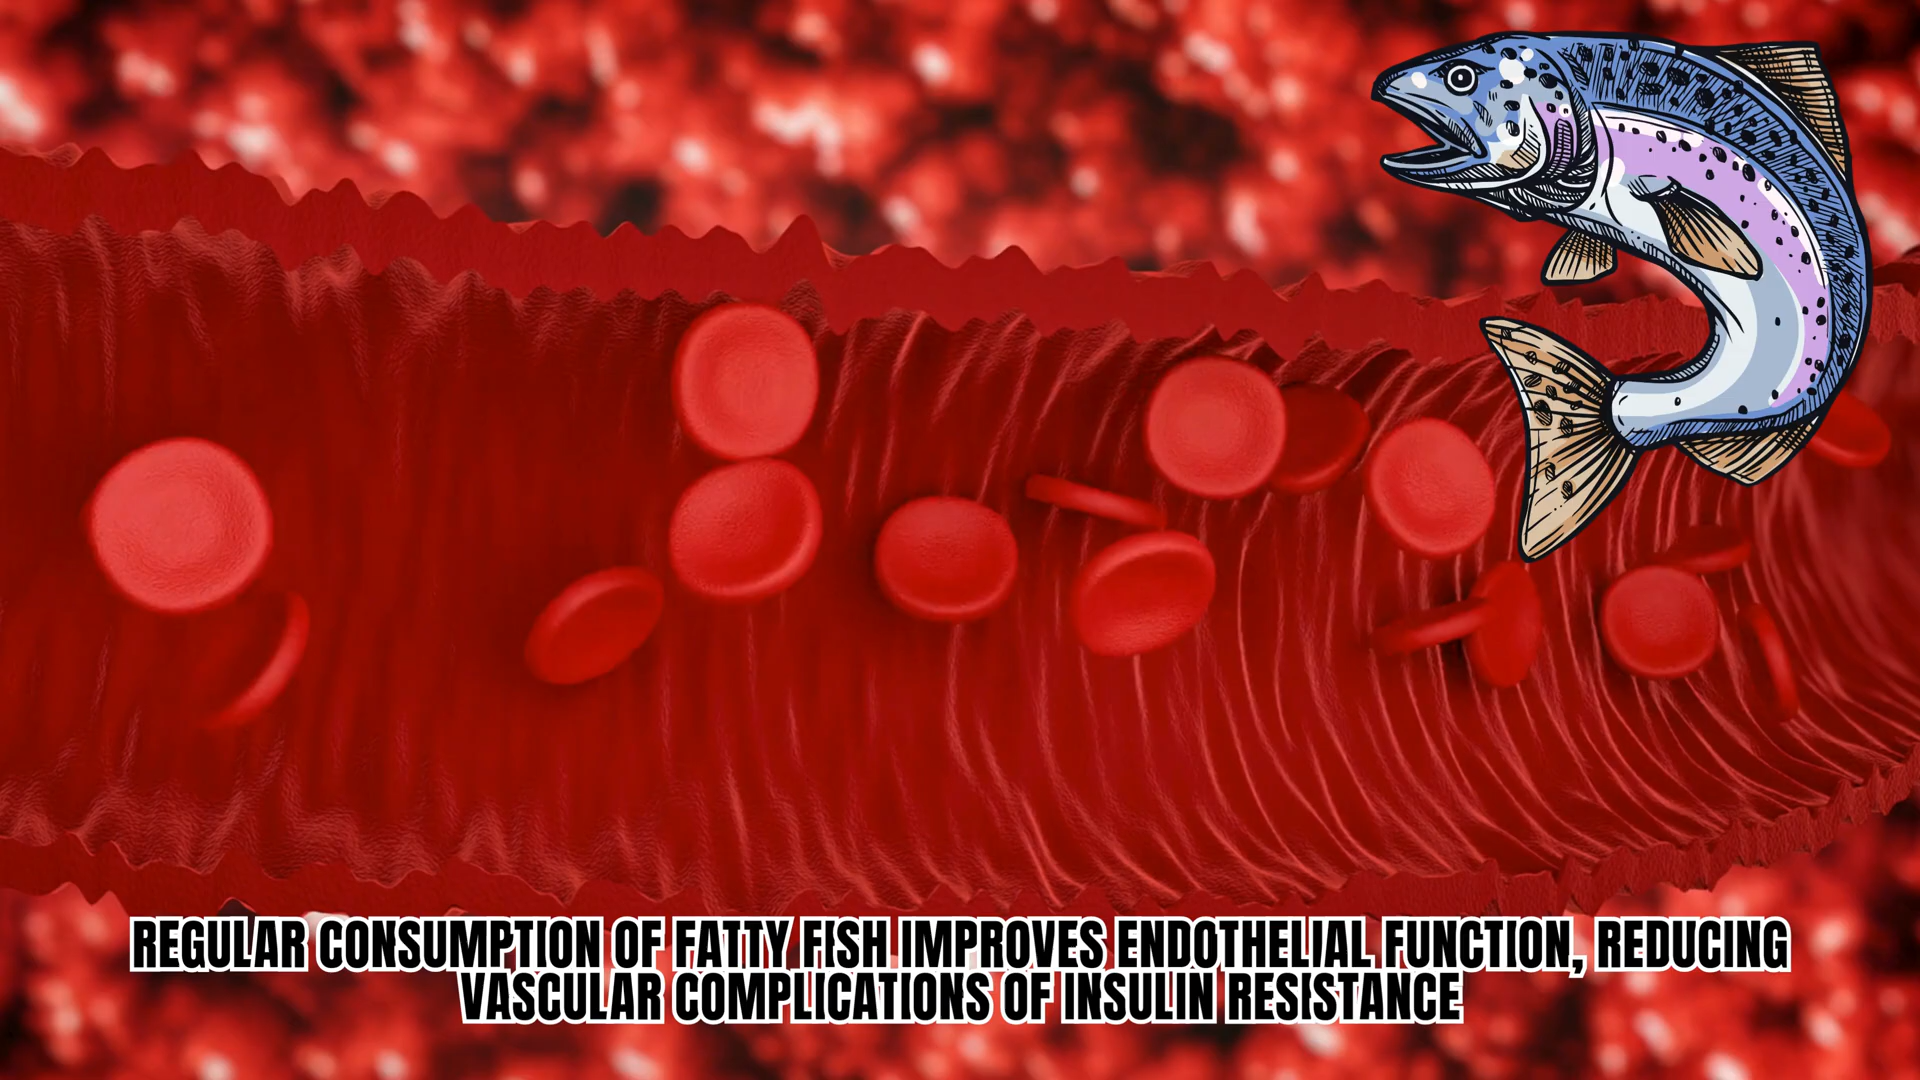 REGULAR CONSUMPTION OF FATTY FISH IMPROVES ENDOTHELIAL FUNCTION, REDUCING
VASCULAR COMPLICATIONS OF INSULIN RESISTANCE